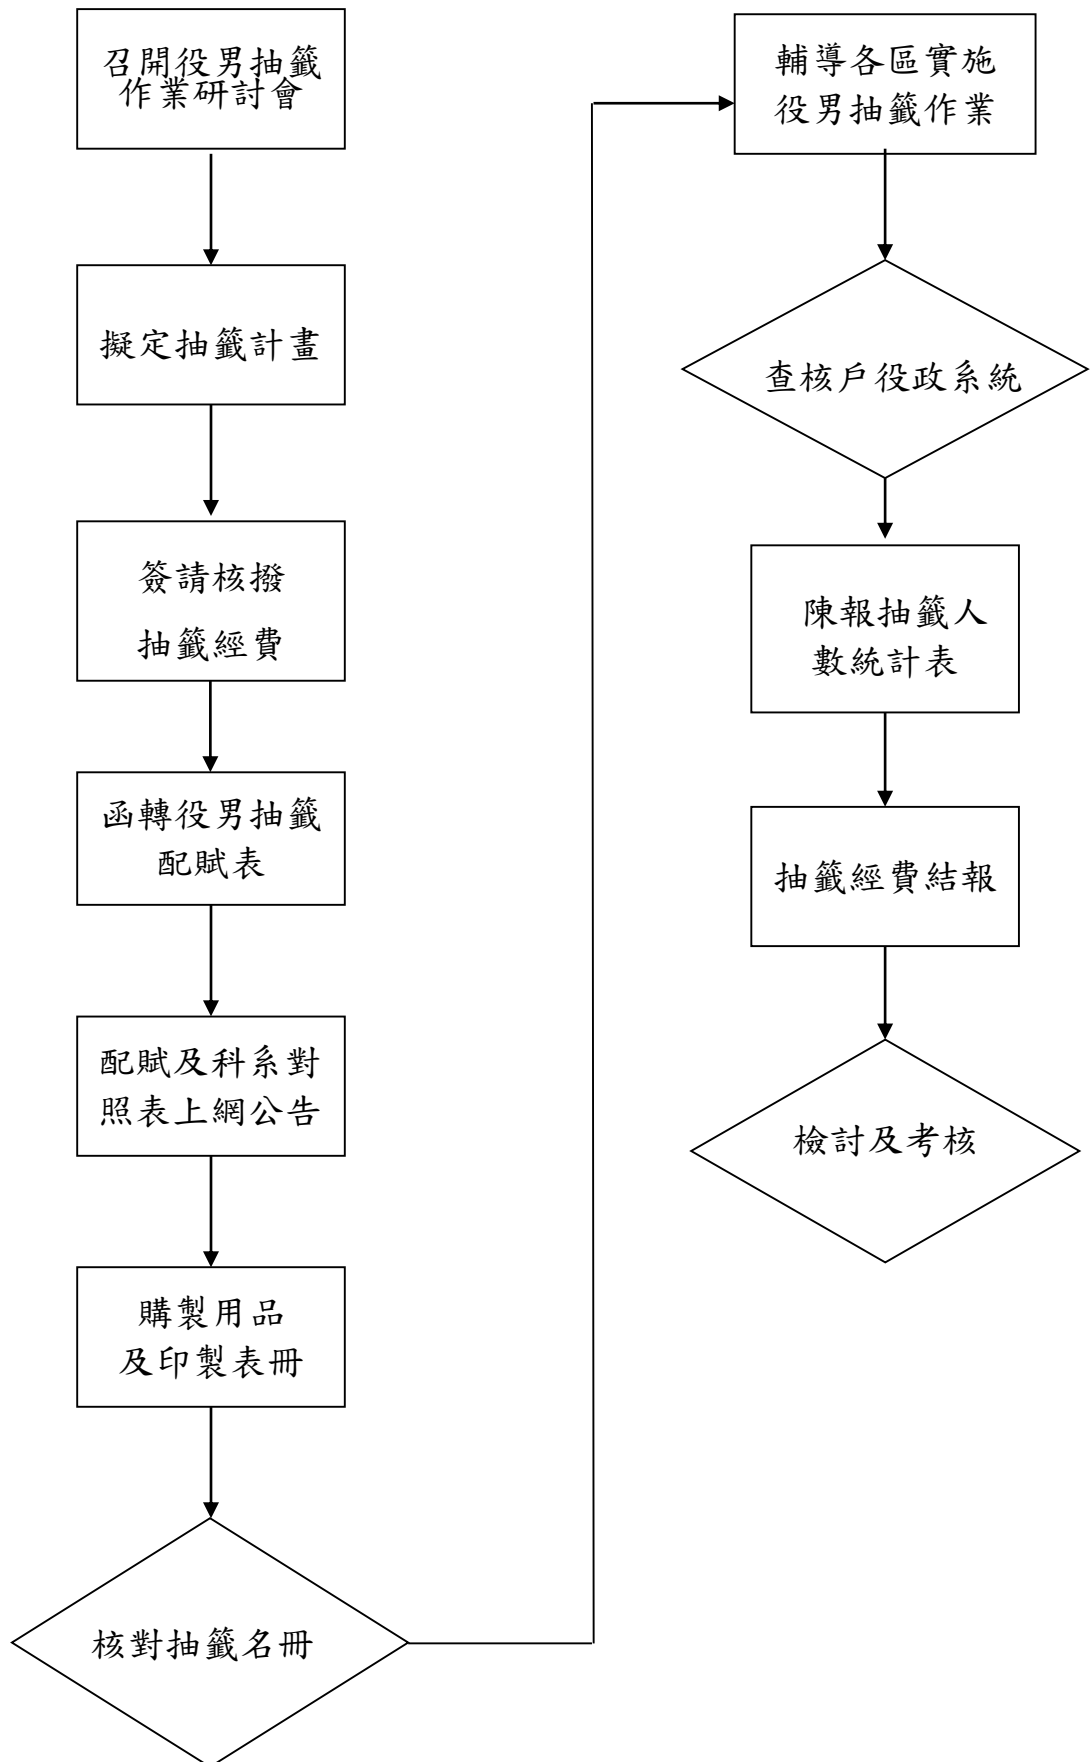 召開役男抽籤
作業研討會
擬定抽籤計畫
簽請核撥
抽籤經費
函轉役男抽籤
配賦表
配賦及科系對
照表上網公告
購製用品
及印製表冊
核對抽籤名冊
輔導各區實施
役男抽籤作業
查核戶役政系統
陳報抽籤人
數統計表
抽籤經費結報
檢討及考核